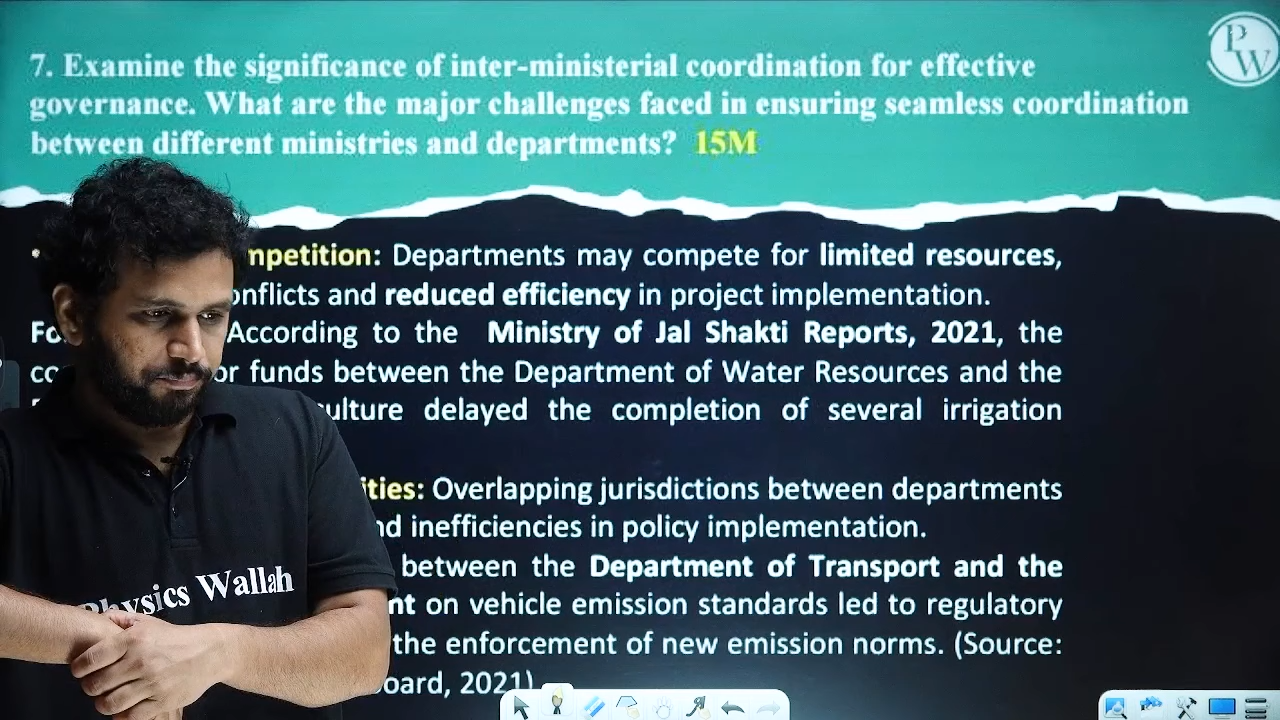 7. Examine the significance of inter-ministerial coordination for effective
governance. What are the major challenges faced in ensuring seamless coordination
between different ministries and departments? 15M
PW
mpetition: Departments may compete for limited resources,
onflicts and reduced efficiency in project implementation.
Fo According to the Ministry of Jal Shakti Reports, 2021, the
co or funds between the Department of Water Resources and the
ulture delayed the completion of several irrigation
ities: Overlapping jurisdictions between departments
nd inefficiencies in policy implementation.
between the Department of Transport and the
nt on vehicle emission standards led to regulatory
the enforcement of new emission norms. (Source:
oard, 2021)
Physics Wallah